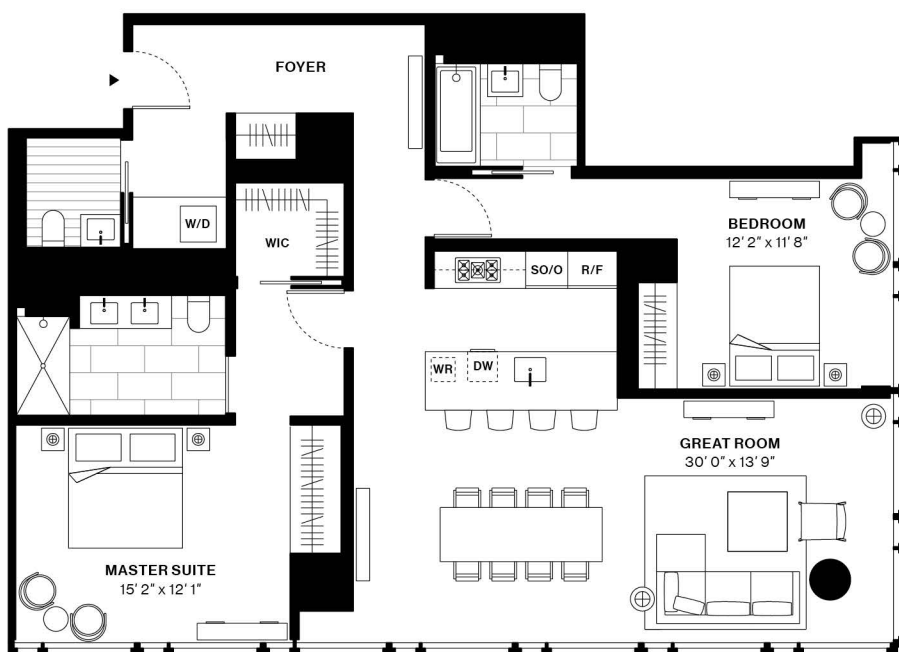 FOYER
W/D
WIC
SO/O
R/F
BEDROOM
12' 2" x 11' 8"
WR
DW
GREAT ROOM
30' 0" x 13' 9"
MASTER SUITE
15' 2" x 12' 1"